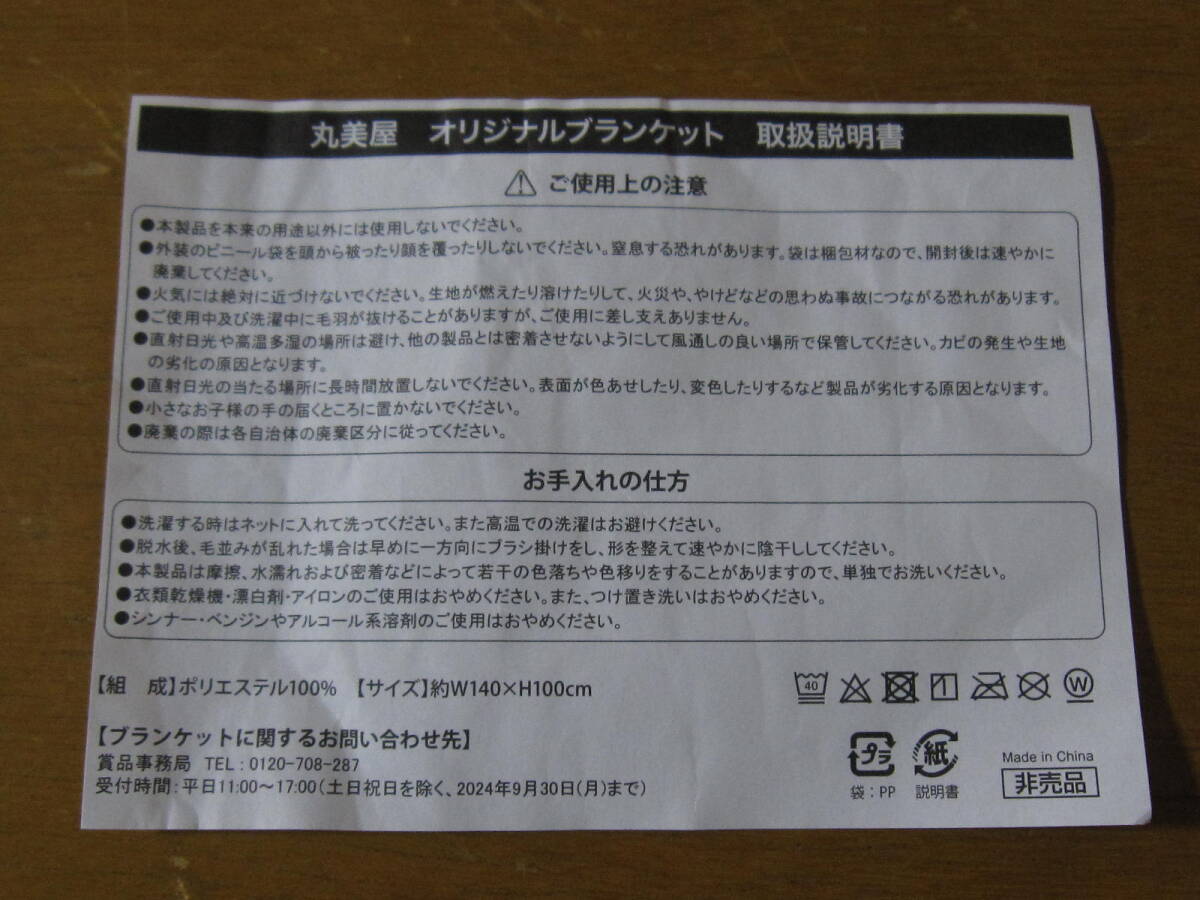 丸美屋　オリジナルブランケット　取扱説明書
ご使用上の注意
●本製品を本来の用途以外には使用しないでください。
●外装のビニール袋を頭から被ったり顔を覆ったりしないでください。窒息する恐れがあります。袋は梱包材なので、開封後は速やかに
廃棄してください。
●火気には絶対に近づけないでください。生地が燃えたり溶けたりして、火災や、やけどなどの思わぬ事故につながる恐れがあります。
●ご使用中及び洗濯中に毛羽が抜けることがありますが、ご使用に差し支えありません。
●直射日光や高温多湿の場所は避け、他の製品とは密着させないようにして風通しの良い場所で保管してください。カビの発生や生地
の劣化の原因となります。
●直射日光の当たる場所に長時間放置しないでください。表面が色あせしたり、変色したりするなど製品が劣化する原因となります。
●小さなお子様の手の届くところに置かないでください。
●廃棄の際は各自治体の廃棄区分に従ってください。
お手入れの仕方
●洗濯する時はネットに入れて洗ってください。また高温での洗濯はお避けください。
●脱水後、毛並みが乱れた場合は早めに一方向にブラシ掛けをし、形を整えて速やかに陰干ししてください。
●本製品は摩擦、水濡れおよび密着などによって若干の色落ちや色移りをすることがありますので、単独でお洗いください。
●衣類乾燥機・漂白剤・アイロンのご使用はおやめください。また、つけ置き洗いはおやめください。
●シンナー・ベンジンやアルコール系溶剤のご使用はおやめください。
【組　成】ポリエステル100%　【サイズ】約W140×H100cm
40 W
【ブランケットに関するお問い合わせ先】
賞品事務局　TEL：0120-708-287
受付時間：平日11:00～17:00（土日祝日を除く、2024年9月30日(月)まで）
プラ 紙
袋：PP 説明書
Made in China
非売品